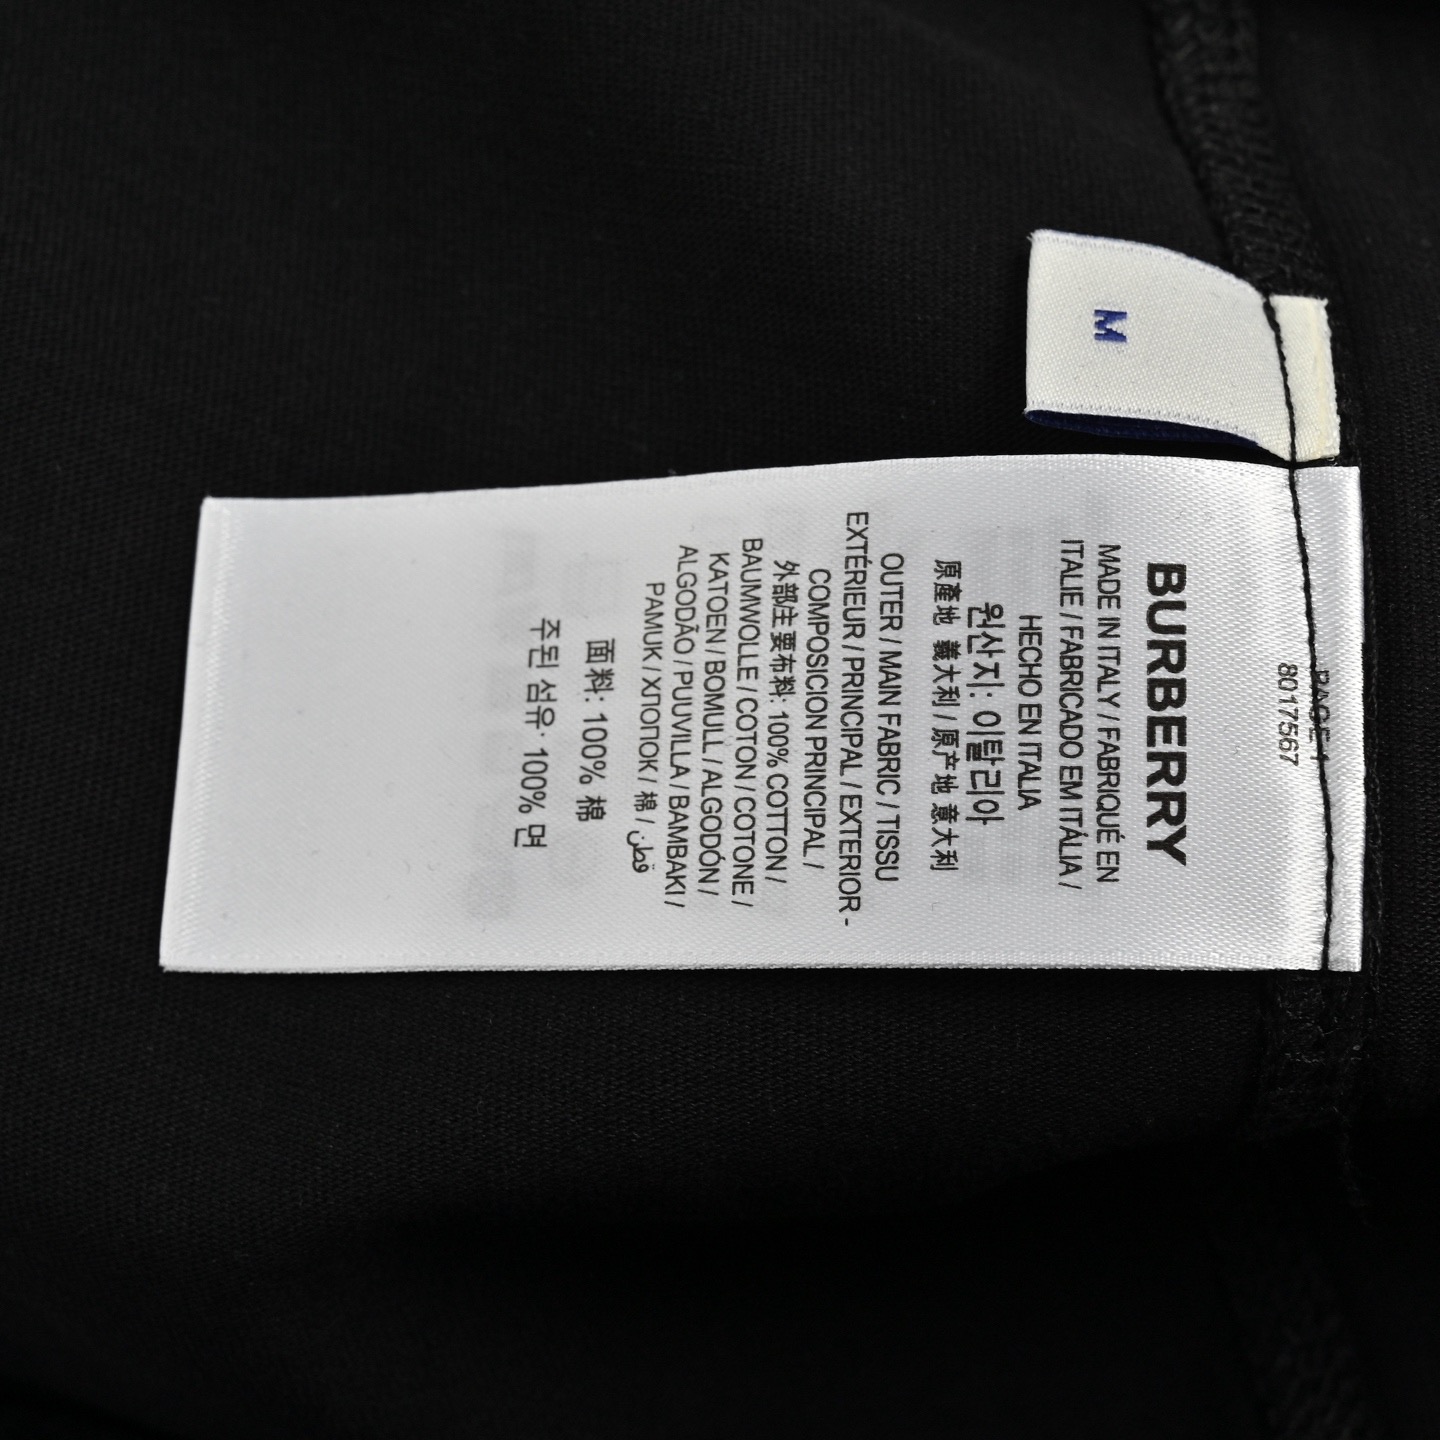 M
PAGE 1
8017567
BURBERRY
MADE IN ITALY / FABRIQUÉ EN
ITALIE / FABRICADO EM ITÁLIA /
HECHO EN ITALIA
원산지: 이탈리아
原產地 義大利 / 原产地 意大利
OUTER / MAIN FABRIC / TISSU
EXTÉRIEUR / PRINCIPAL / EXTERIOR -
COMPOSICION PRINCIPAL /
外部主要布料: 100% COTTON /
BAUMWOLLE / COTON / COTONE /
KATOEN / BOMULL / ALGODÓN /
ALGODÃO / PUUVILLA / BAMBAKI /
PAMUK / ХЛОПОК / 棉 / قطن
面料: 100% 棉
주된 섬유: 100% 면